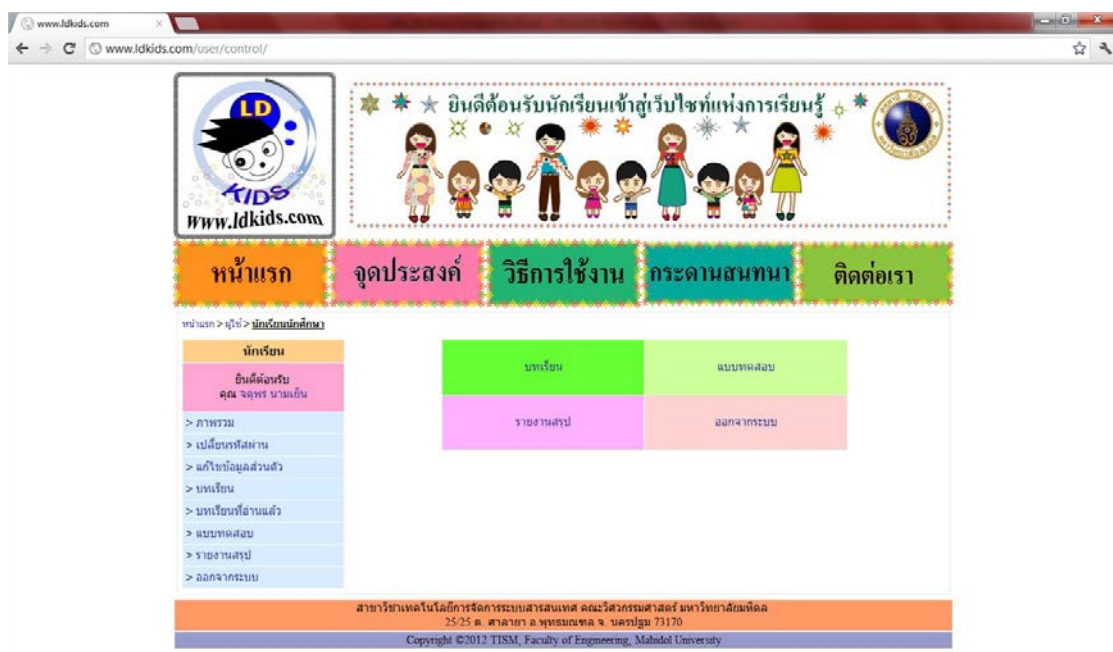 www.ldkids.com
www.ldkids.com/user/control/
LD
KIDS
www.ldkids.com
ยินดีต้อนรับนักเรียนเข้าสู่เว็บไซท์แห่งการเรียนรู้
หน้าแรก
จุดประสงค์
วิธีการใช้งาน
กระดานสนทนา
ติดต่อเรา
หน้าแรก > ผู้ใช้ > นักเรียนนักศึกษา
นักเรียน
ยินดีต้อนรับ
คุณ จตุพร นามเย็น
> ภาพรวม
> เปลี่ยนรหัสผ่าน
> แก้ไขข้อมูลส่วนตัว
> บทเรียน
> บทเรียนที่อ่านแล้ว
> แบบทดสอบ
> รายงานสรุป
> ออกจากระบบ
บทเรียน
แบบทดสอบ
รายงานสรุป
ออกจากระบบ
สาขาวิชาเทคโนโลยีการจัดการระบบสารสนเทศ คณะวิศวกรรมศาสตร์ มหาวิทยาลัยมหิดล
25/25 ต. ศาลายา อ.พุทธมณฑล จ. นครปฐม 73170
Copyright ©2012 TISM, Faculty of Engineering, Mahidol University